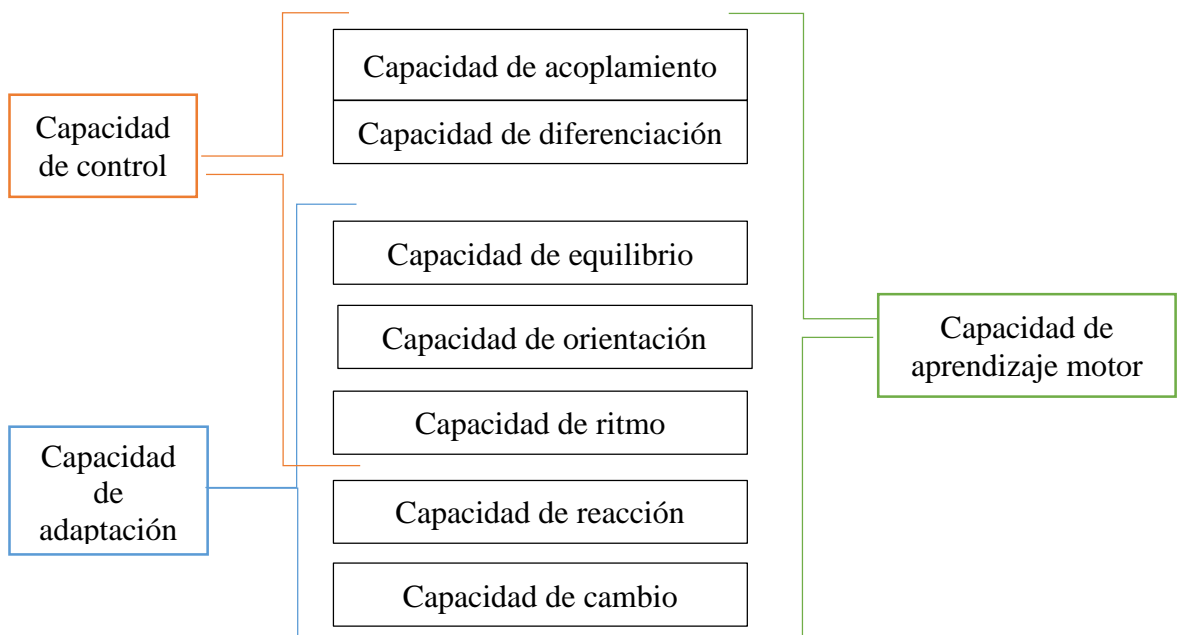 Capacidad
de control
Capacidad
de
adaptación
Capacidad de acoplamiento
Capacidad de diferenciación
Capacidad de equilibrio
Capacidad de orientación
Capacidad de ritmo
Capacidad de reacción
Capacidad de cambio
Capacidad de
aprendizaje motor